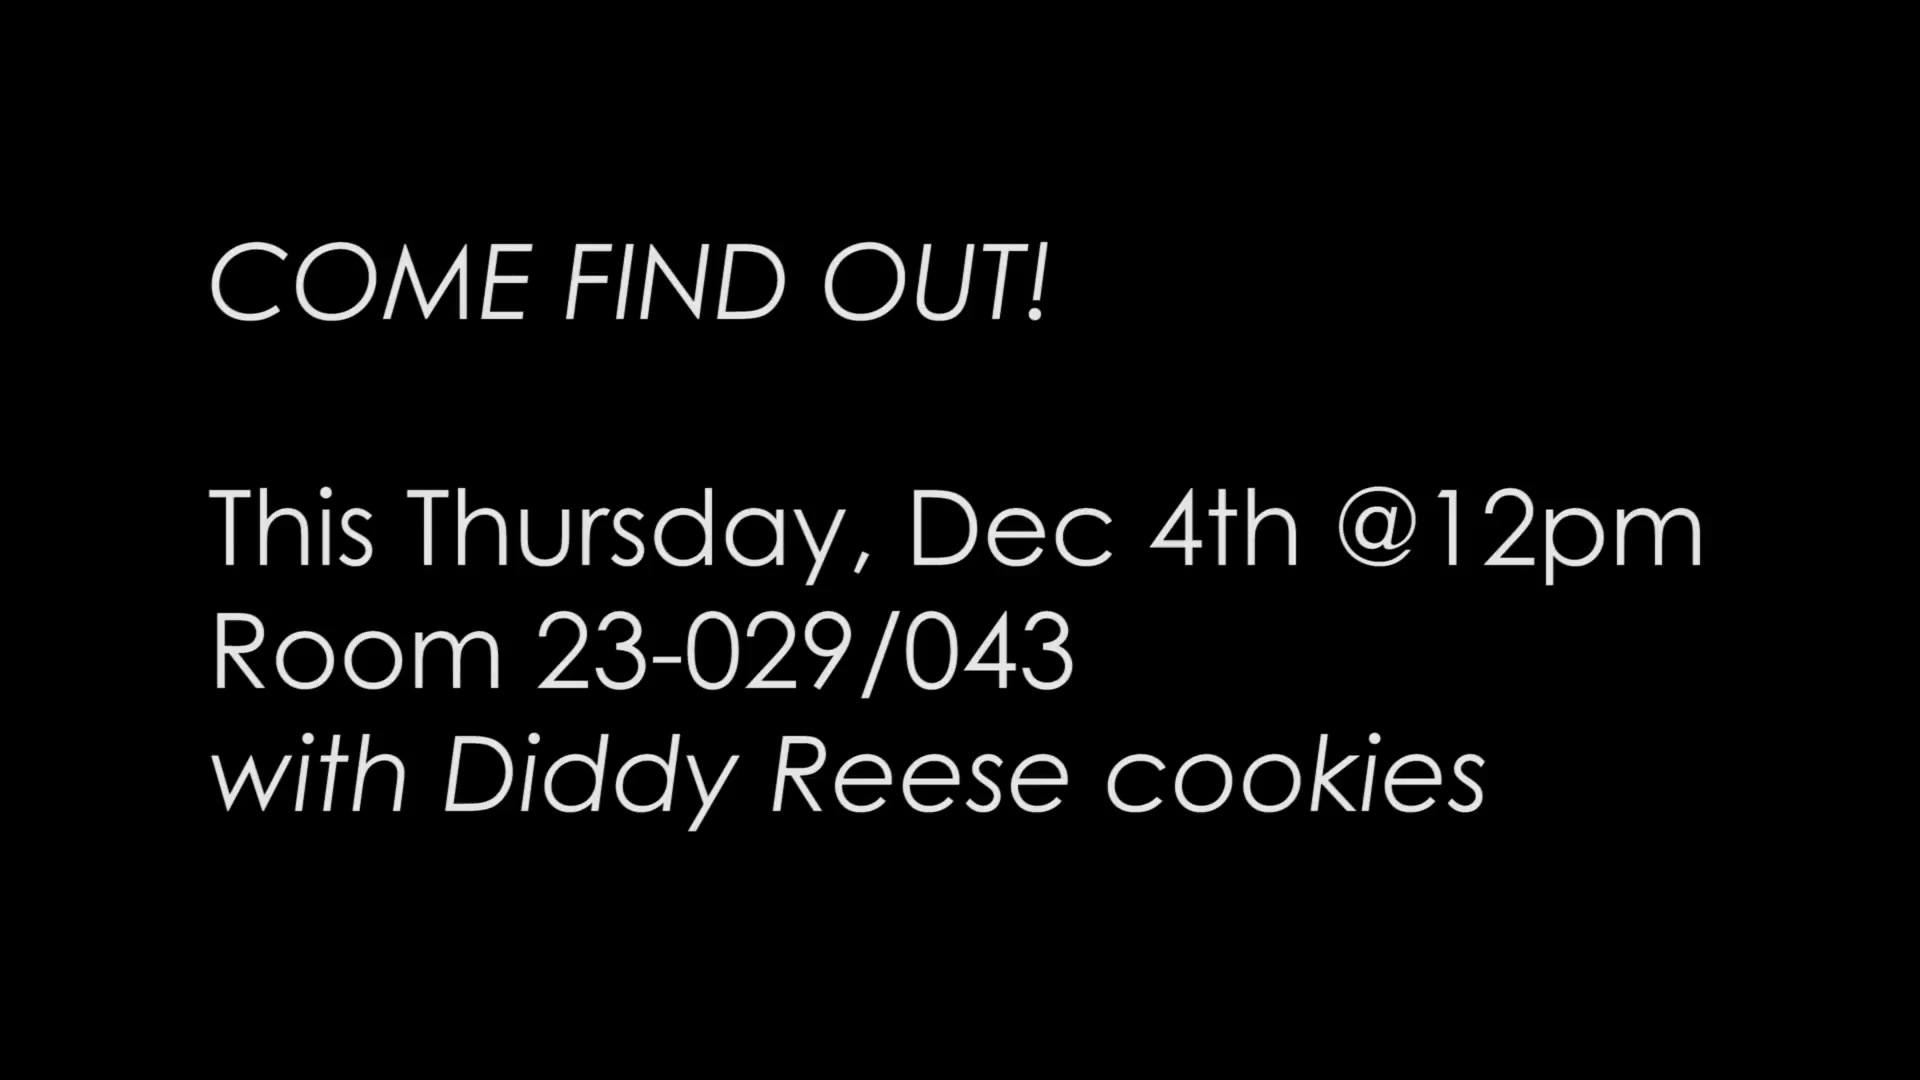 COME FIND OUT!
This Thursday, Dec 4th @12pm
Room 23-029/043
with Diddy Reese cookies